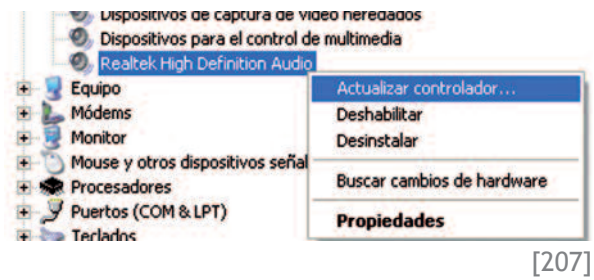 Dispositivos de captura de vídeo heredados
Dispositivos para el control de multimedia
Realtek High Definition Audio
Equipo
Módems
Monitor
Mouse y otros dispositivos señal
Procesadores
Puertos (COM & LPT)
Teclados
Actualizar controlador...
Deshabilitar
Desinstalar
Buscar cambios de hardware
Propiedades
[207]